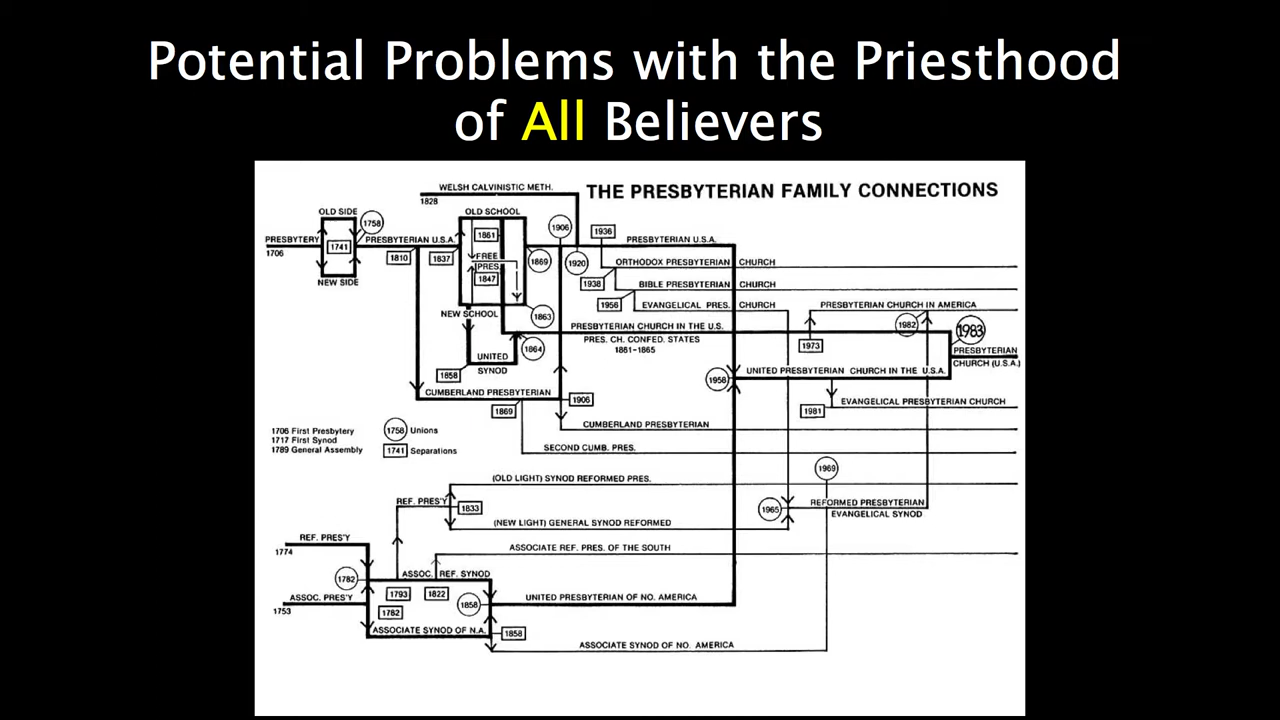 Potential Problems with the Priesthood
of All Believers
THE PRESBYTERIAN FAMILY CONNECTIONS
WELSH CALVINISTIC METH.
1828
OLD SIDE
1758
OLD SCHOOL
PRESBYTERY
1706
1741
PRESBYTERIAN U.S.A.
1810
1837
1861
FREE
PRES.
1847
1869
1906
1920
1936
PRESBYTERIAN U.S.A.
NEW SIDE
ORTHODOX PRESBYTERIAN CHURCH
1938
BIBLE PRESBYTERIAN CHURCH
1956
EVANGELICAL PRES. CHURCH
PRESBYTERIAN CHURCH IN AMERICA
NEW SCHOOL
1863
PRESBYTERIAN CHURCH IN THE U.S.
1982
1983
PRES. CH. CONFED. STATES
1861-1865
1973
PRESBYTERIAN
CHURCH (U.S.A.)
UNITED
SYNOD
1864
1858
1958
UNITED PRESBYTERIAN CHURCH IN THE U.S.A.
CUMBERLAND PRESBYTERIAN
1869
1906
EVANGELICAL PRESBYTERIAN CHURCH
1981
CUMBERLAND PRESBYTERIAN
1706 First Presbytery
1717 First Synod
1789 General Assembly
1758 Unions
1741 Separations
SECOND CUMB. PRES.
1969
(OLD LIGHT) SYNOD REFORMED PRES.
REF. PRES'Y
1833
1965
REFORMED PRESBYTERIAN
EVANGELICAL SYNOD
(NEW LIGHT) GENERAL SYNOD REFORMED
REF. PRES'Y
1774
ASSOCIATE REF. PRES. OF THE SOUTH
1782
ASSOC. REF. SYNOD
1793
1822
ASSOC. PRES'Y
1753
1782
1858
UNITED PRESBYTERIAN OF NO. AMERICA
ASSOCIATE SYNOD OF N.A.
1858
ASSOCIATE SYNOD OF NO. AMERICA